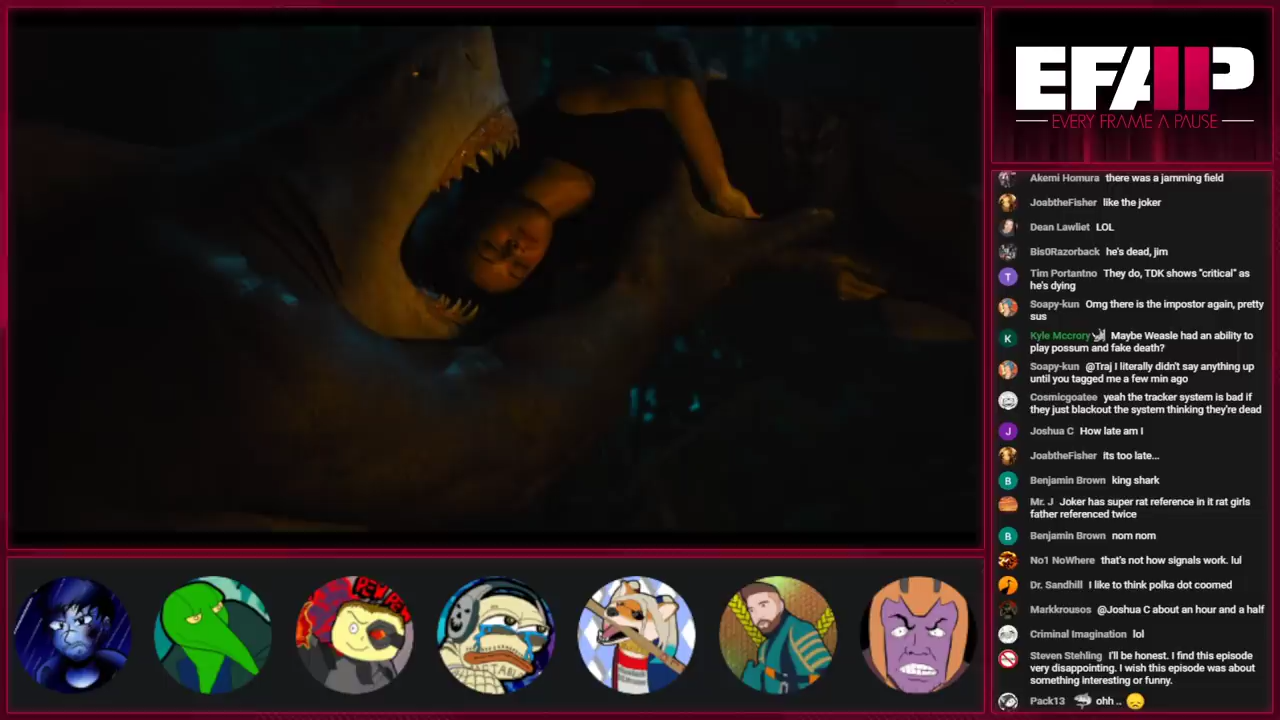 EFAP
EVERY FRAME A PAUSE
Akemi Homura there was a jamming field
JoabtheFisher like the joker
Dean Lawliet LOL
Bis0Razorback he's dead, jim
T
Tim Portantno They do, TDK shows "critical" as
he's dying
Soapy-kun Omg there is the impostor again, pretty
sus
K
Kyle Mccrory Maybe Weasle had an ability to
play possum and fake death?
Soapy-kun @Traj I literally didn't say anything up
until you tagged me a few min ago
Cosmicgoatee yeah the tracker system is bad if
they just blackout the system thinking they're dead
J
Joshua C How late am I
JoabtheFisher its too late...
B
Benjamin Brown king shark
Mr. J Joker has super rat reference in it rat girls
father referenced twice
B
Benjamin Brown nom nom
No1 NoWhere that's not how signals work. lul
Dr. Sandhill I like to think polka dot coomed
Markkrousos @Joshua C about an hour and a half
Criminal Imagination lol
Steven Stehling I'll be honest. I find this episode
very disappointing. I wish this episode was about
something interesting or funny.
Pack13 ohh ..